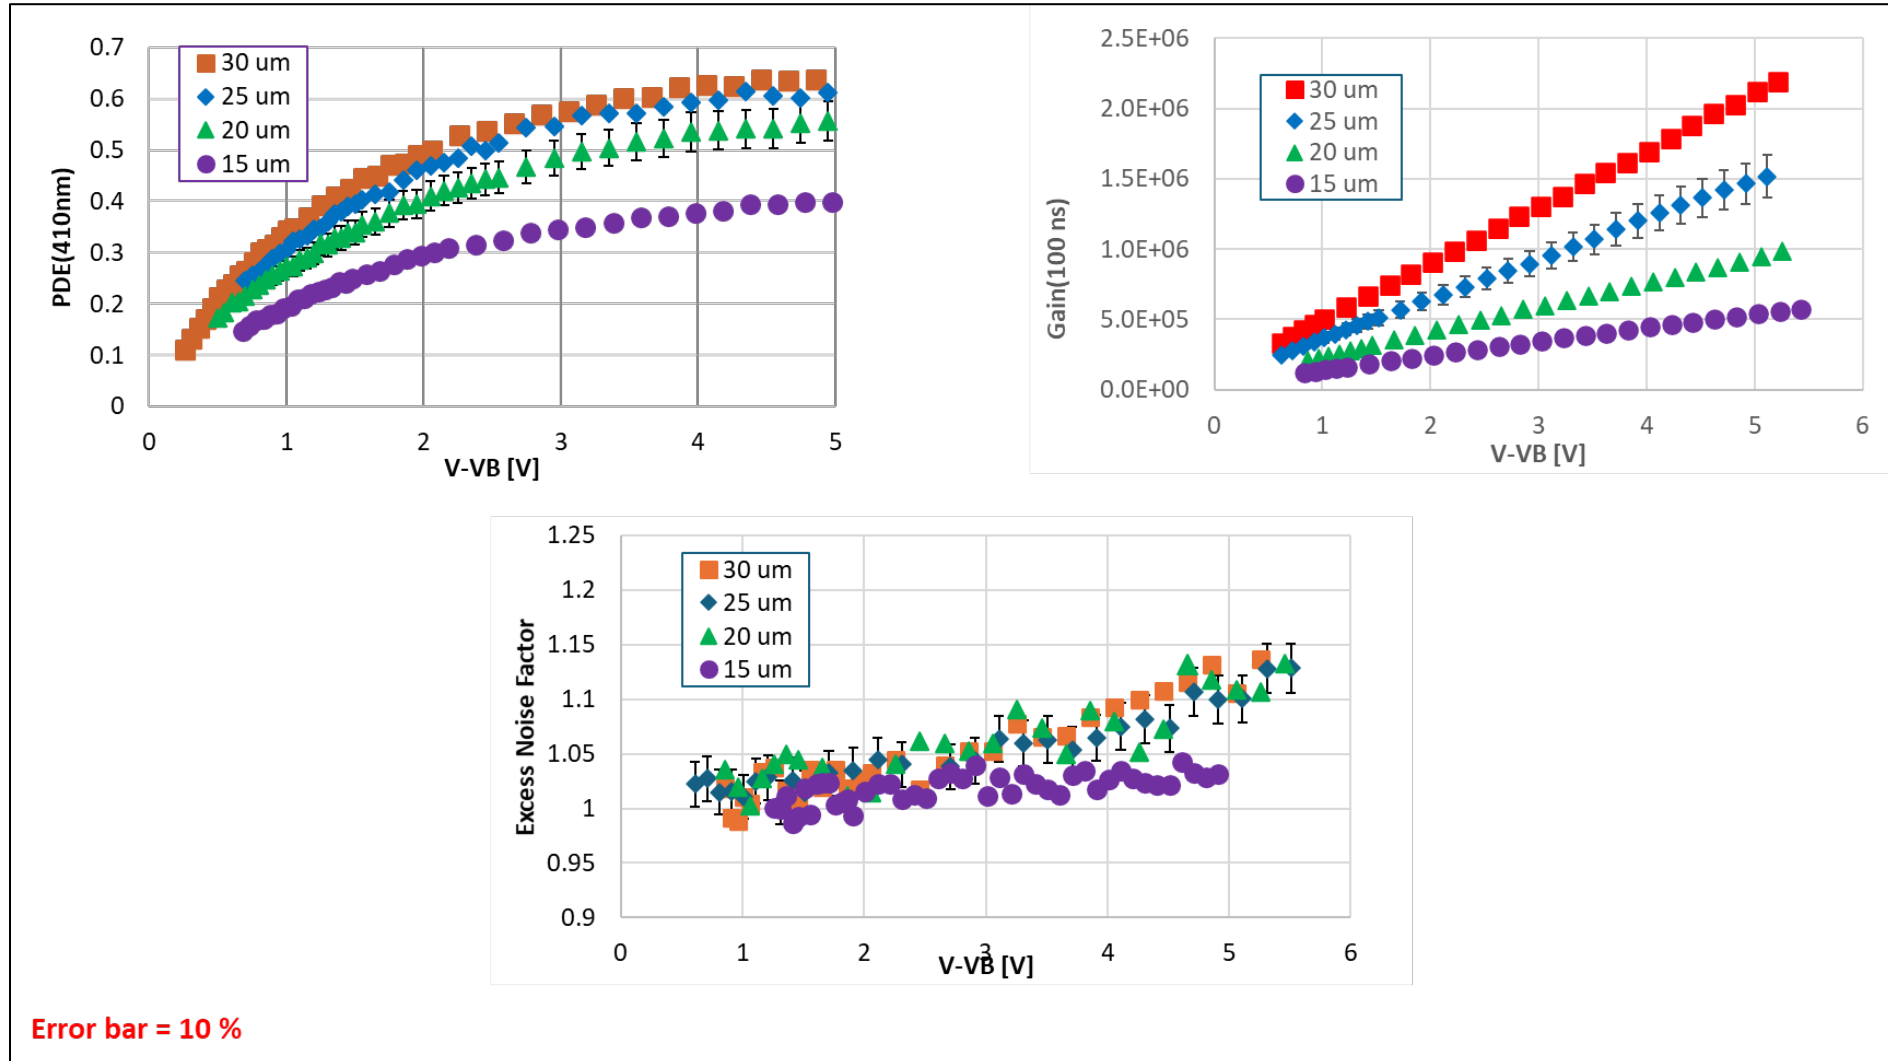 0.7
0.6
0.5
0.4
0.3
0.2
0.1
0
PDE(410nm)
30 um
25 um
20 um
15 um
0 1 2 3 4 5
V-VB [V]
2.5E+06
2.0E+06
1.5E+06
1.0E+06
5.0E+05
0.0E+00
Gain(100 ns)
30 um
25 um
20 um
15 um
0 1 2 3 4 5 6
V-VB [V]
1.25
1.2
1.15
1.1
1.05
1
0.95
0.9
Excess Noise Factor
30 um
25 um
20 um
15 um
0 1 2 3 4 5 6
V-VB [V]
Error bar = 10 %